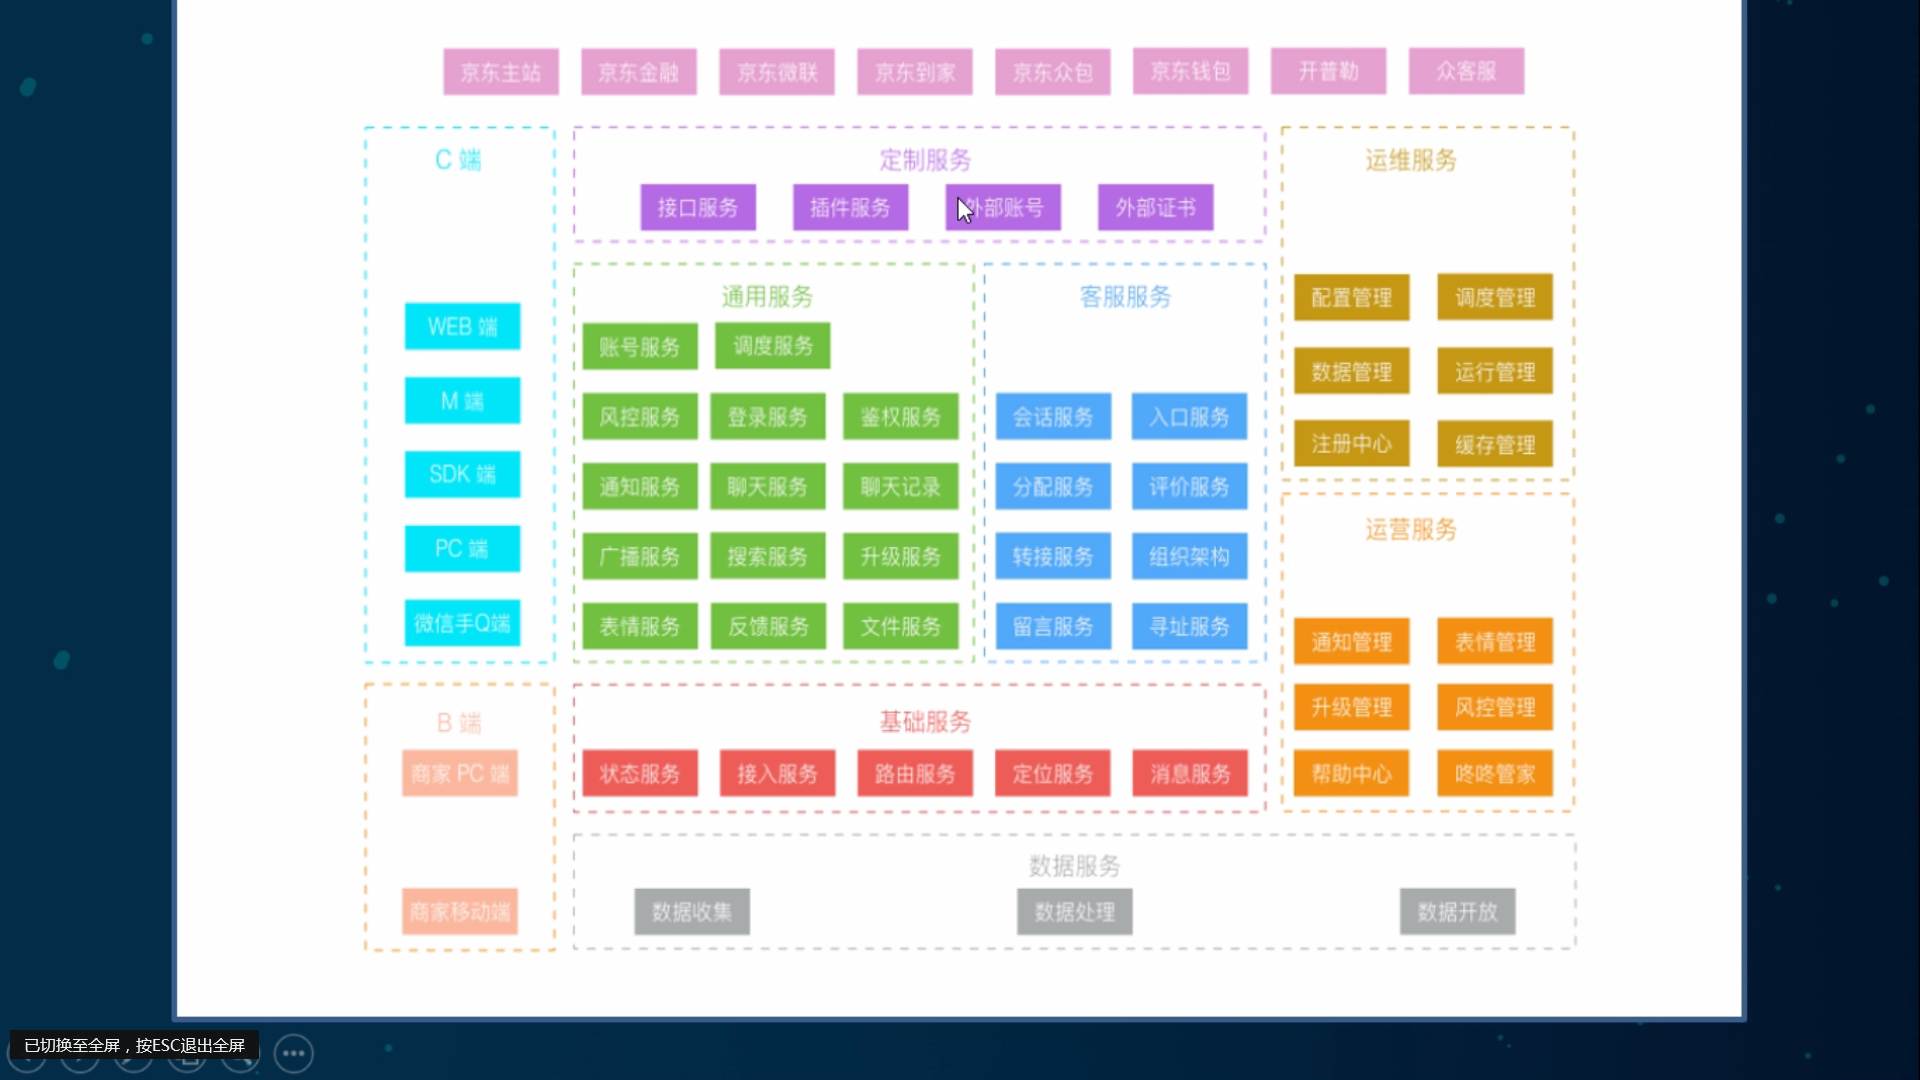 京东主站 京东金融 京东微联 京东到家 京东众包 京东钱包 开普勒 众客服
C 端
WEB 端
M 端
SDK 端
PC 端
微信手Q端
定制服务
接口服务 插件服务 外部账号 外部证书
通用服务
账号服务 调度服务
风控服务 登录服务 鉴权服务
通知服务 聊天服务 聊天记录
广播服务 搜索服务 升级服务
表情服务 反馈服务 文件服务
客服服务
会话服务 入口服务
分配服务 评价服务
转接服务 组织架构
留言服务 寻址服务
运维服务
配置管理 调度管理
数据管理 运行管理
注册中心 缓存管理
运营服务
通知管理 表情管理
升级管理 风控管理
帮助中心 咚咚管家
B 端
商家 PC 端
商家移动端
基础服务
状态服务 接入服务 路由服务 定位服务 消息服务
数据服务
数据收集 数据处理 数据开放
已切换至全屏，按ESC退出全屏